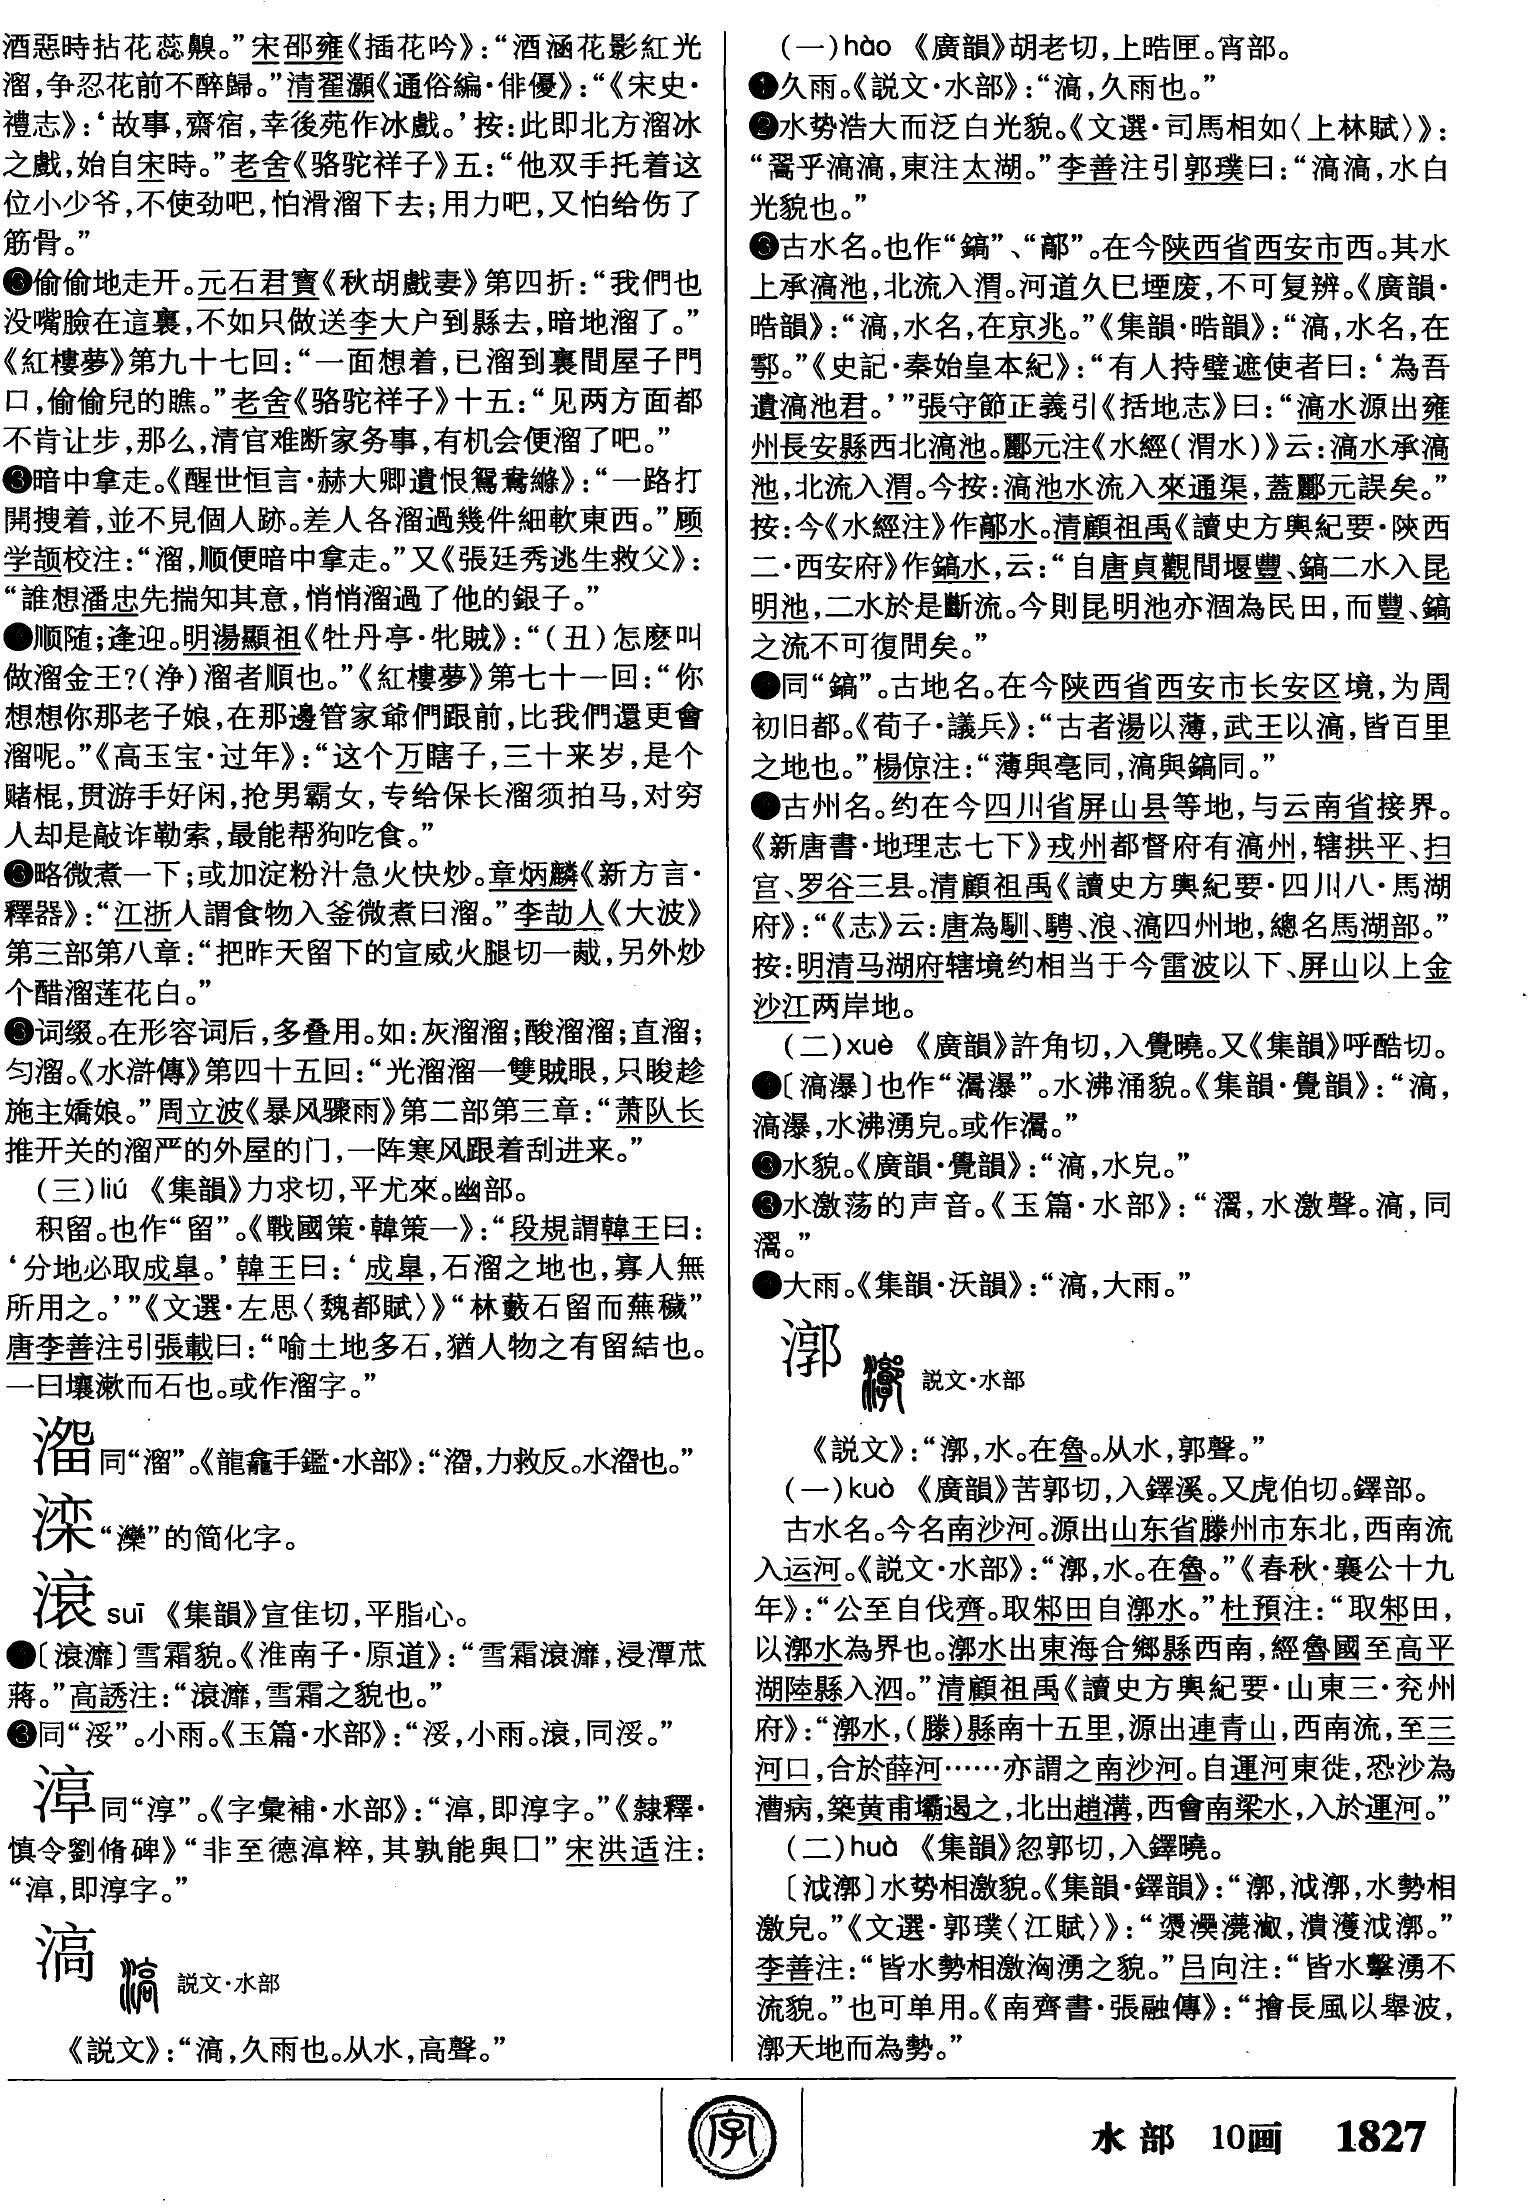 酒惡時拈花蕊齅。”宋邵雍《插花吟》：“酒涵花影紅光
溜，争忍花前不醉歸。”清翟灝《通俗編·俳優》：“《宋史·
禮志》：‘故事，齋宿，幸後苑作冰戲。’按：此即北方溜冰
之戲，始自宋時。”老舍《骆驼祥子》五：“他双手托着这
位小少爷，不使劲吧，怕滑溜下去；用力吧，又怕给伤了
筋骨。”
偷偷地走开。元石君寶《秋胡戲妻》第四折：“我們也
没嘴臉在這裏，不如只做送李大户到縣去，暗地溜了。”
《紅樓夢》第九十七回：“一面想着，已溜到裏間屋子門
口，偷偷兒的瞧。”老舍《骆驼祥子》十五：“见两方面都
不肯让步，那么，清官难断家务事，有机会便溜了吧。”
暗中拿走。《醒世恒言·赫大卿遺恨鴛鴦縧》：“一路打
開搜着，並不見個人跡。差人各溜過幾件細軟東西。”顾
学颉校注：“溜，顺便暗中拿走。”又《張廷秀逃生救父》：
“誰想潘忠先揣知其意，悄悄溜過了他的銀子。”
顺随；逢迎。明湯顯祖《牡丹亭·牝賊》：“（丑）怎麽叫
做溜金王？（净）溜者順也。”《紅樓夢》第七十一回：“你
想想你那老子娘，在那邊管家爺們跟前，比我們還更會
溜呢。”《高玉宝·过年》：“这个万瞎子，三十来岁，是个
赌棍，贯游手好闲，抢男霸女，专给保长溜须拍马，对穷
人却是敲诈勒索，最能帮狗吃食。”
略微煮一下；或加淀粉汁急火快炒。章炳麟《新方言·
釋器》：“江浙人謂食物入釜微煮曰溜。”李劼人《大波》
第三部第八章：“把昨天留下的宣威火腿切一胾，另外炒
个醋溜莲花白。”
词缀。在形容词后，多叠用。如：灰溜溜；酸溜溜；直溜；
匀溜。《水滸傳》第四十五回：“光溜溜一雙賊眼，只睃趁
施主嬌娘。”周立波《暴风骤雨》第二部第三章：“萧队长
推开关的溜严的外屋的门，一阵寒风跟着刮进来。”
（三）liú 《集韻》力求切，平尤來。幽部。
积留。也作“留”。《戰國策·韓策一》：“段規謂韓王曰：
‘分地必取成臯。’韓王曰：‘成臯，石溜之地也，寡人無
所用之。’”《文選·左思〈魏都賦〉》“林藪石留而蕪穢”
唐李善注引張載曰：“喻土地多石，猶人物之有留結也。
一曰壤漱而石也。或作溜字。”
同“溜”。《龍龕手鑑·水部》：“，力救反。水也。”
滦“灤”的简化字。
滖 suī 《集韻》宣隹切，平脂心。
〔滖㵝〕雪霜貌。《淮南子·原道》：“雪霜滖㵝，浸潭苽
蔣。”高誘注：“滖㵝，雪霜之貌也。”
同“浽”。小雨。《玉篇·水部》：“浽，小雨。滖，同浽。”
同“淳”。《字彙補·水部》：“，即淳字。”《隸釋·
慎令劉脩碑》“非至德粹，其孰能與囗”宋洪适注：
“，即淳字。”
滈 説文·水部
《説文》：“滈，久雨也。从水，高聲。”
（一）hào 《廣韻》胡老切，上晧匣。宵部。
❶久雨。《説文·水部》：“滈，久雨也。”
❷水势浩大而泛白光貌。《文選·司馬相如〈上林賦〉》：
“翯乎滈滈，東注太湖。”李善注引郭璞曰：“滈滈，水白
光貌也。”
❸古水名。也作“鎬”、“鄗”。在今陕西省西安市西。其水
上承滈池，北流入渭。河道久已堙废，不可复辨。《廣韻·
晧韻》：“滈，水名，在京兆。”《集韻·晧韻》：“滈，水名，在
鄠。”《史記·秦始皇本紀》：“有人持璧遮使者曰：‘為吾
遺滈池君。’”張守節正義引《括地志》曰：“滈水源出雍
州長安縣西北滈池。酈元注《水經（渭水）》云：滈水承滈
池，北流入渭。今按：滈池水流入來通渠，蓋酈元誤矣。”
按：今《水經注》作鄗水。清顧祖禹《讀史方輿紀要·陝西
二·西安府》作鎬水，云：“自唐貞觀間堰豐、鎬二水入昆
明池，二水於是斷流。今則昆明池亦涸為民田，而豐、鎬
之流不可復問矣。”
同“鎬”。古地名。在今陕西省西安市长安区境，为周
初旧都。《荀子·議兵》：“古者湯以薄，武王以滈，皆百里
之地也。”楊倞注：“薄與亳同，滈與鎬同。”
古州名。约在今四川省屏山县等地，与云南省接界。
《新唐書·地理志七下》戎州都督府有滈州，辖拱平、扫
宫、罗谷三县。清顧祖禹《讀史方輿紀要·四川八·馬湖
府》：“《志》云：唐為馴、騁、浪、滈四州地，總名馬湖部。”
按：明清马湖府辖境约相当于今雷波以下、屏山以上金
沙江两岸地。
（二）xuè 《廣韻》許角切，入覺曉。又《集韻》呼酷切。
〔滈瀑〕也作“瀥瀑”。水沸涌貌。《集韻·覺韻》：“滈，
滈瀑，水沸湧皃。或作瀥。”
水貌。《廣韻·覺韻》：“滈，水皃。”
水激荡的声音。《玉篇·水部》：“瀥，水激聲。滈，同
瀥。”
大雨。《集韻·沃韻》：“滈，大雨。”
漷 説文·水部
《説文》：“漷，水。在魯。从水，郭聲。”
（一）kuò 《廣韻》苦郭切，入鐸溪。又虎伯切。鐸部。
古水名。今名南沙河。源出山东省滕州市东北，西南流
入运河。《説文·水部》：“漷，水。在魯。”《春秋·襄公十九
年》：“公至自伐齊。取邾田自漷水。”杜預注：“取邾田，
以漷水為界也。漷水出東海合鄉縣西南，經魯國至高平
湖陸縣入泗。”清顧祖禹《讀史方輿紀要·山東三·兖州
府》：“漷水，（滕）縣南十五里，源出連青山，西南流，至三
河口，合於薛河……亦謂之南沙河。自運河東徙，恐沙為
漕病，築黄甫壩遏之，北出趙溝，西會南梁水，入於運河。”
（二）huà 《集韻》忽郭切，入鐸曉。
〔泧漷〕水势相激貌。《集韻·鐸韻》：“漷，泧漷，水勢相
激皃。”《文選·郭璞〈江賦〉》：“，潰濩泧漷。”
李善注：“皆水勢相激洶湧之貌。”吕向注：“皆水擊湧不
流貌。”也可单用。《南齊書·張融傳》：“擔長風以舉波，
漷天地而為勢。”
字
水部 10画 1827